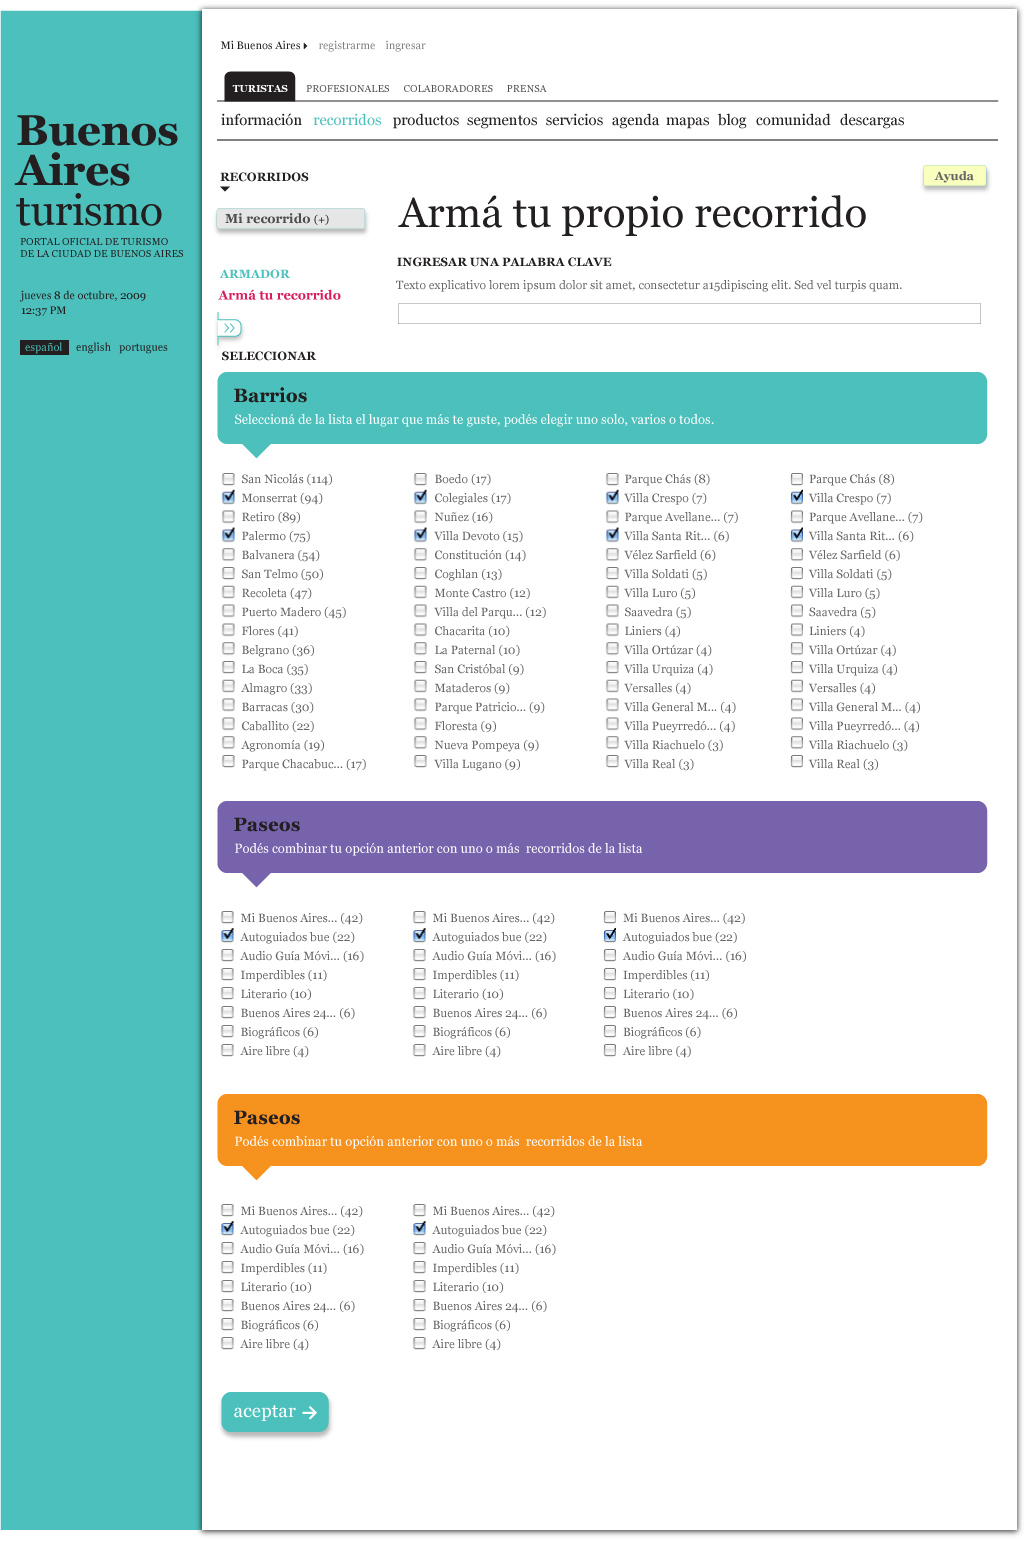 Mi Buenos Aires registrarme ingresar
TURISTAS PROFESIONALES COLABORADORES PRENSA
información recorridos productos segmentos servicios agenda mapas blog comunidad descargas
Buenos
Aires
turismo
PORTAL OFICIAL DE TURISMO
DE LA CIUDAD DE BUENOS AIRES
jueves 8 de octubre, 2009
12:37 PM
español english portugues
RECORRIDOS
Mi recorrido (+)
ARMADOR
Armá tu recorrido
Ayuda
Armá tu propio recorrido
INGRESAR UNA PALABRA CLAVE
Texto explicativo lorem ipsum dolor sit amet, consectetur a15dipiscing elit. Sed vel turpis quam.
SELECCIONAR
Barrios
Seleccioná de la lista el lugar que más te guste, podés elegir uno solo, varios o todos.
San Nicolás (114)
Monserrat (94)
Retiro (89)
Palermo (75)
Balvanera (54)
San Telmo (50)
Recoleta (47)
Puerto Madero (45)
Flores (41)
Belgrano (36)
La Boca (35)
Almagro (33)
Barracas (30)
Caballito (22)
Agronomía (19)
Parque Chacabuc... (17)
Boedo (17)
Colegiales (17)
Nuñez (16)
Villa Devoto (15)
Constitución (14)
Coghlan (13)
Monte Castro (12)
Villa del Parqu... (12)
Chacarita (10)
La Paternal (10)
San Cristóbal (9)
Mataderos (9)
Parque Patricio... (9)
Floresta (9)
Nueva Pompeya (9)
Villa Lugano (9)
Parque Chás (8)
Villa Crespo (7)
Parque Avellane... (7)
Villa Santa Rit... (6)
Vélez Sarfield (6)
Villa Soldati (5)
Villa Luro (5)
Saavedra (5)
Liniers (4)
Villa Ortúzar (4)
Villa Urquiza (4)
Versalles (4)
Villa General M... (4)
Villa Pueyrredó... (4)
Villa Riachuelo (3)
Villa Real (3)
Parque Chás (8)
Villa Crespo (7)
Parque Avellane... (7)
Villa Santa Rit... (6)
Vélez Sarfield (6)
Villa Soldati (5)
Villa Luro (5)
Saavedra (5)
Liniers (4)
Villa Ortúzar (4)
Villa Urquiza (4)
Versalles (4)
Villa General M... (4)
Villa Pueyrredó... (4)
Villa Riachuelo (3)
Villa Real (3)
Paseos
Podés combinar tu opción anterior con uno o más recorridos de la lista
Mi Buenos Aires... (42)
Autoguiados bue (22)
Audio Guía Móvi... (16)
Imperdibles (11)
Literario (10)
Buenos Aires 24... (6)
Biográficos (6)
Aire libre (4)
Mi Buenos Aires... (42)
Autoguiados bue (22)
Audio Guía Móvi... (16)
Imperdibles (11)
Literario (10)
Buenos Aires 24... (6)
Biográficos (6)
Aire libre (4)
Mi Buenos Aires... (42)
Autoguiados bue (22)
Audio Guía Móvi... (16)
Imperdibles (11)
Literario (10)
Buenos Aires 24... (6)
Biográficos (6)
Aire libre (4)
Paseos
Podés combinar tu opción anterior con uno o más recorridos de la lista
Mi Buenos Aires... (42)
Autoguiados bue (22)
Audio Guía Móvi... (16)
Imperdibles (11)
Literario (10)
Buenos Aires 24... (6)
Biográficos (6)
Aire libre (4)
Mi Buenos Aires... (42)
Autoguiados bue (22)
Audio Guía Móvi... (16)
Imperdibles (11)
Literario (10)
Buenos Aires 24... (6)
Biográficos (6)
Aire libre (4)
aceptar